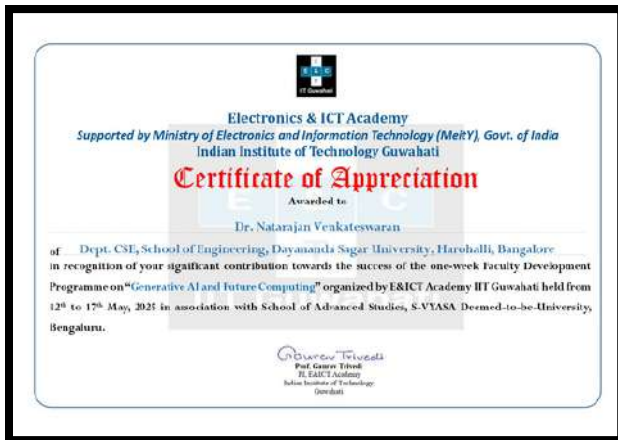 E I C T
IT Guwahati
Electronics & ICT Academy
Supported by Ministry of Electronics and Information Technology (MeitY), Govt. of India
Indian Institute of Technology Guwahati
Certificate of Appreciation
Awarded to
Dr. Natarajan Venkateswaran
of Dept. CSE, School of Engineering, Dayananda Sagar University, Harohalli, Bangalore
in recognition of your significant contribution towards the success of the one-week Faculty Development
Programme on "Generative AI and Future Computing" organized by E&ICT Academy IIT Guwahati held from
12th to 17th May, 2025 in association with School of Advanced Studies, S-VYASA Deemed-to-be-University,
Bengaluru.
Gaurav Trivedi
Prof. Gaurav Trivedi
PI, E&ICT Academy
Indian Institute of Technology
Guwahati